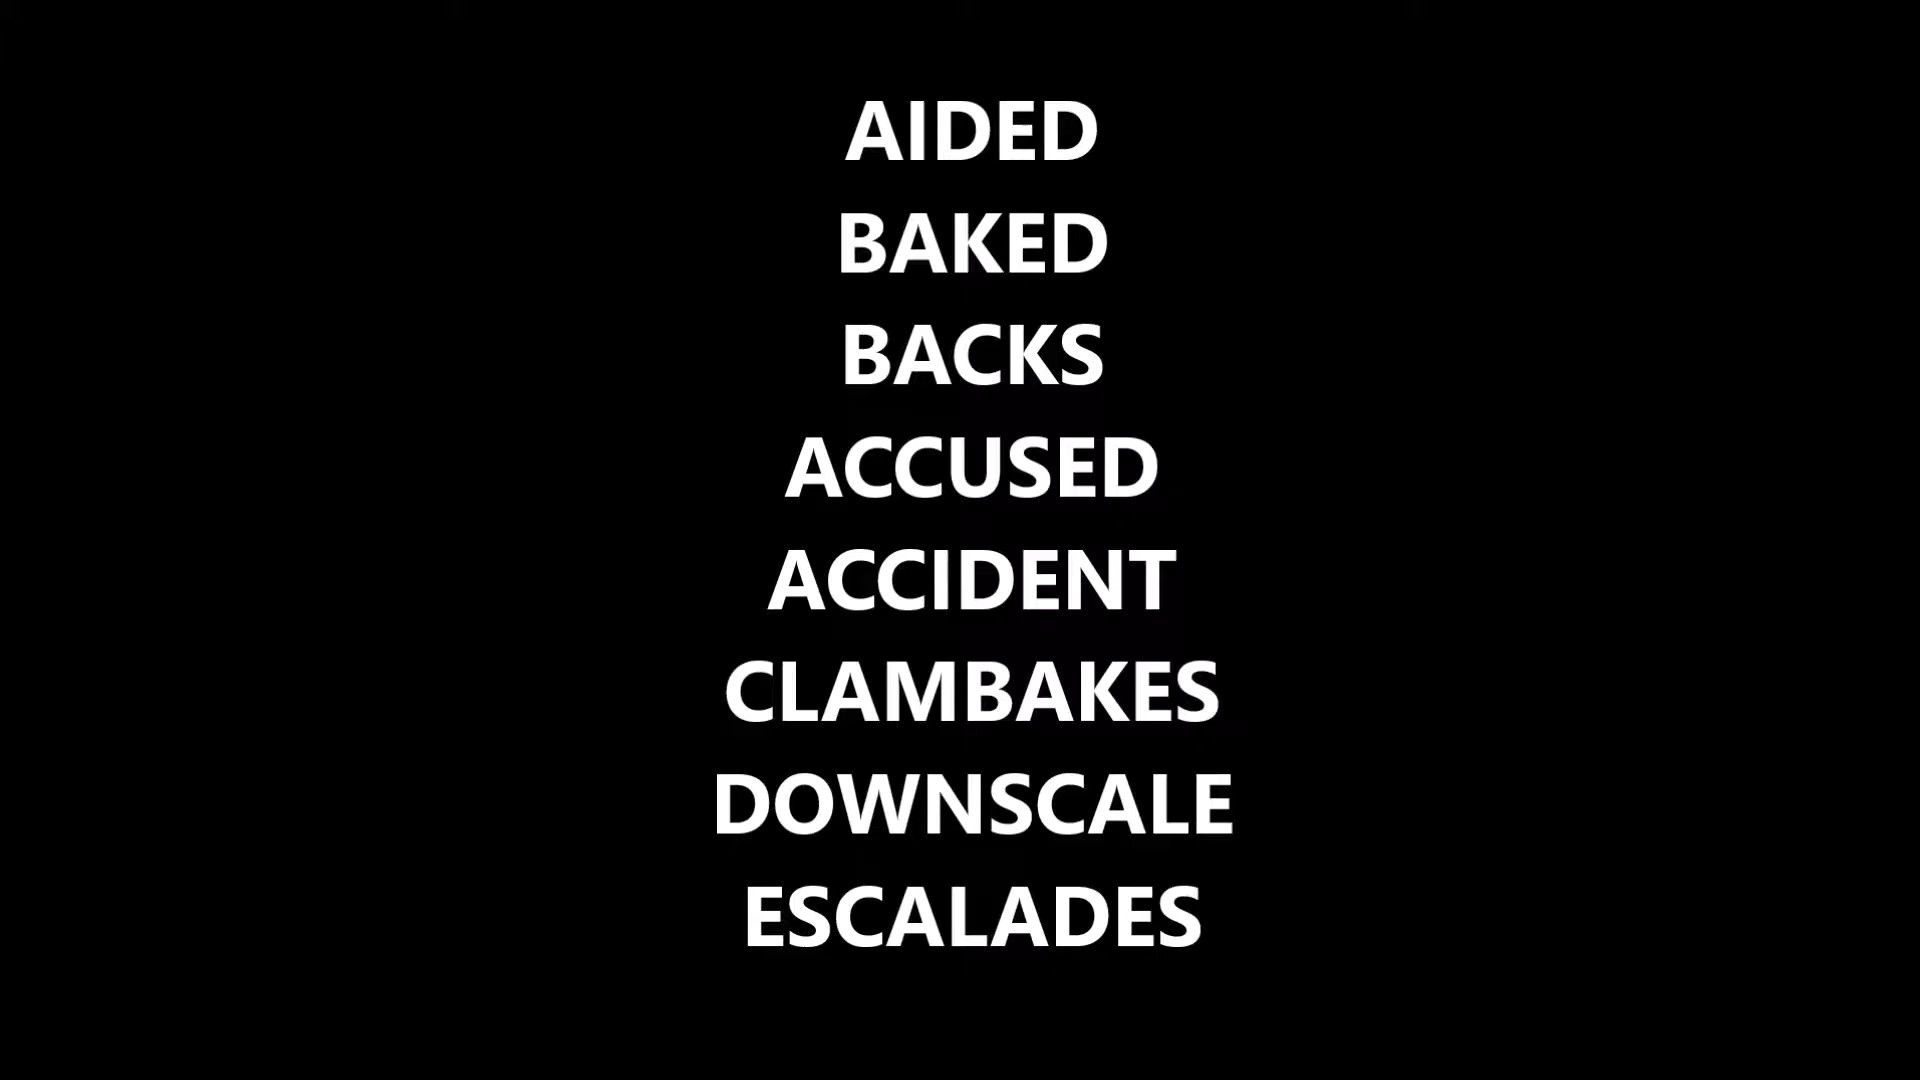 AIDED
BAKED
BACKS
ACCUSED
ACCIDENT
CLAMBAKES
DOWNSCALE
ESCALADES